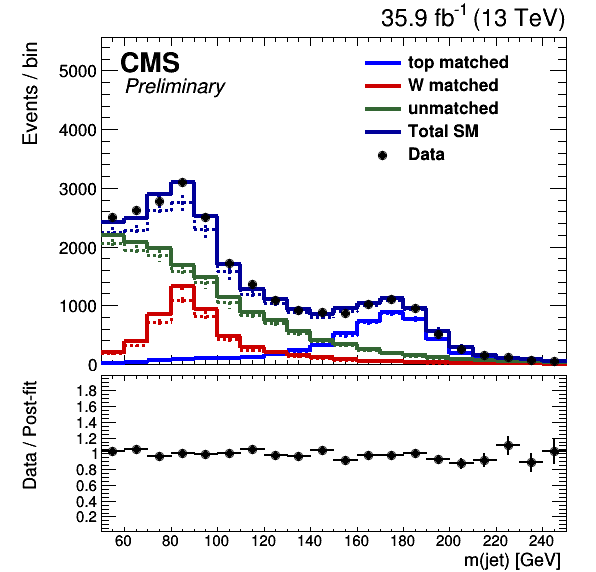 35.9 fb⁻¹ (13 TeV)
CMS
Preliminary
Events / bin
5000
4000
3000
2000
1000
0
top matched
W matched
unmatched
Total SM
Data
Data / Post-fit
1.8
1.6
1.4
1.2
1
0.8
0.6
0.4
0.2
60 80 100 120 140 160 180 200 220 240
m(jet) [GeV]